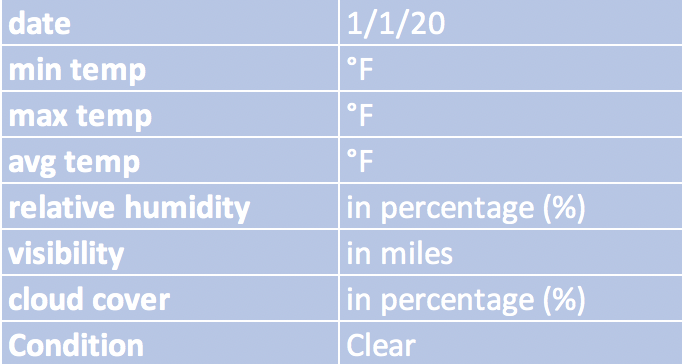 date 1/1/20
min temp °F
max temp °F
avg temp °F
relative humidity in percentage (%)
visibility in miles
cloud cover in percentage (%)
Condition Clear